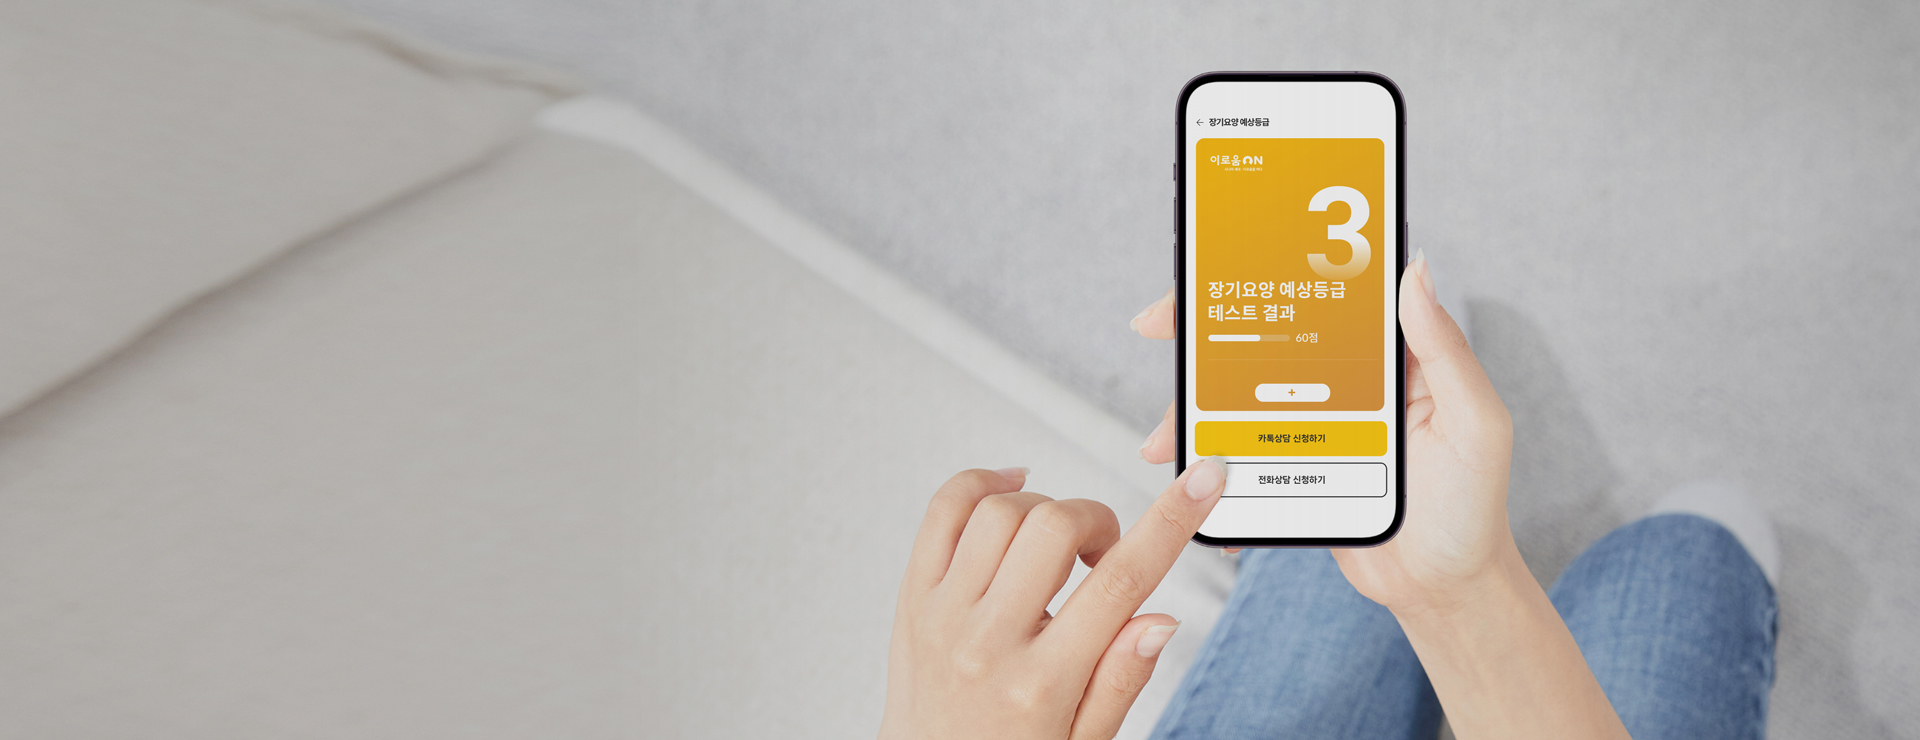 ← 장기요양 예상등급
이로움ON
3
장기요양 예상등급
테스트 결과
60점
+
카톡상담 신청하기
전화상담 신청하기